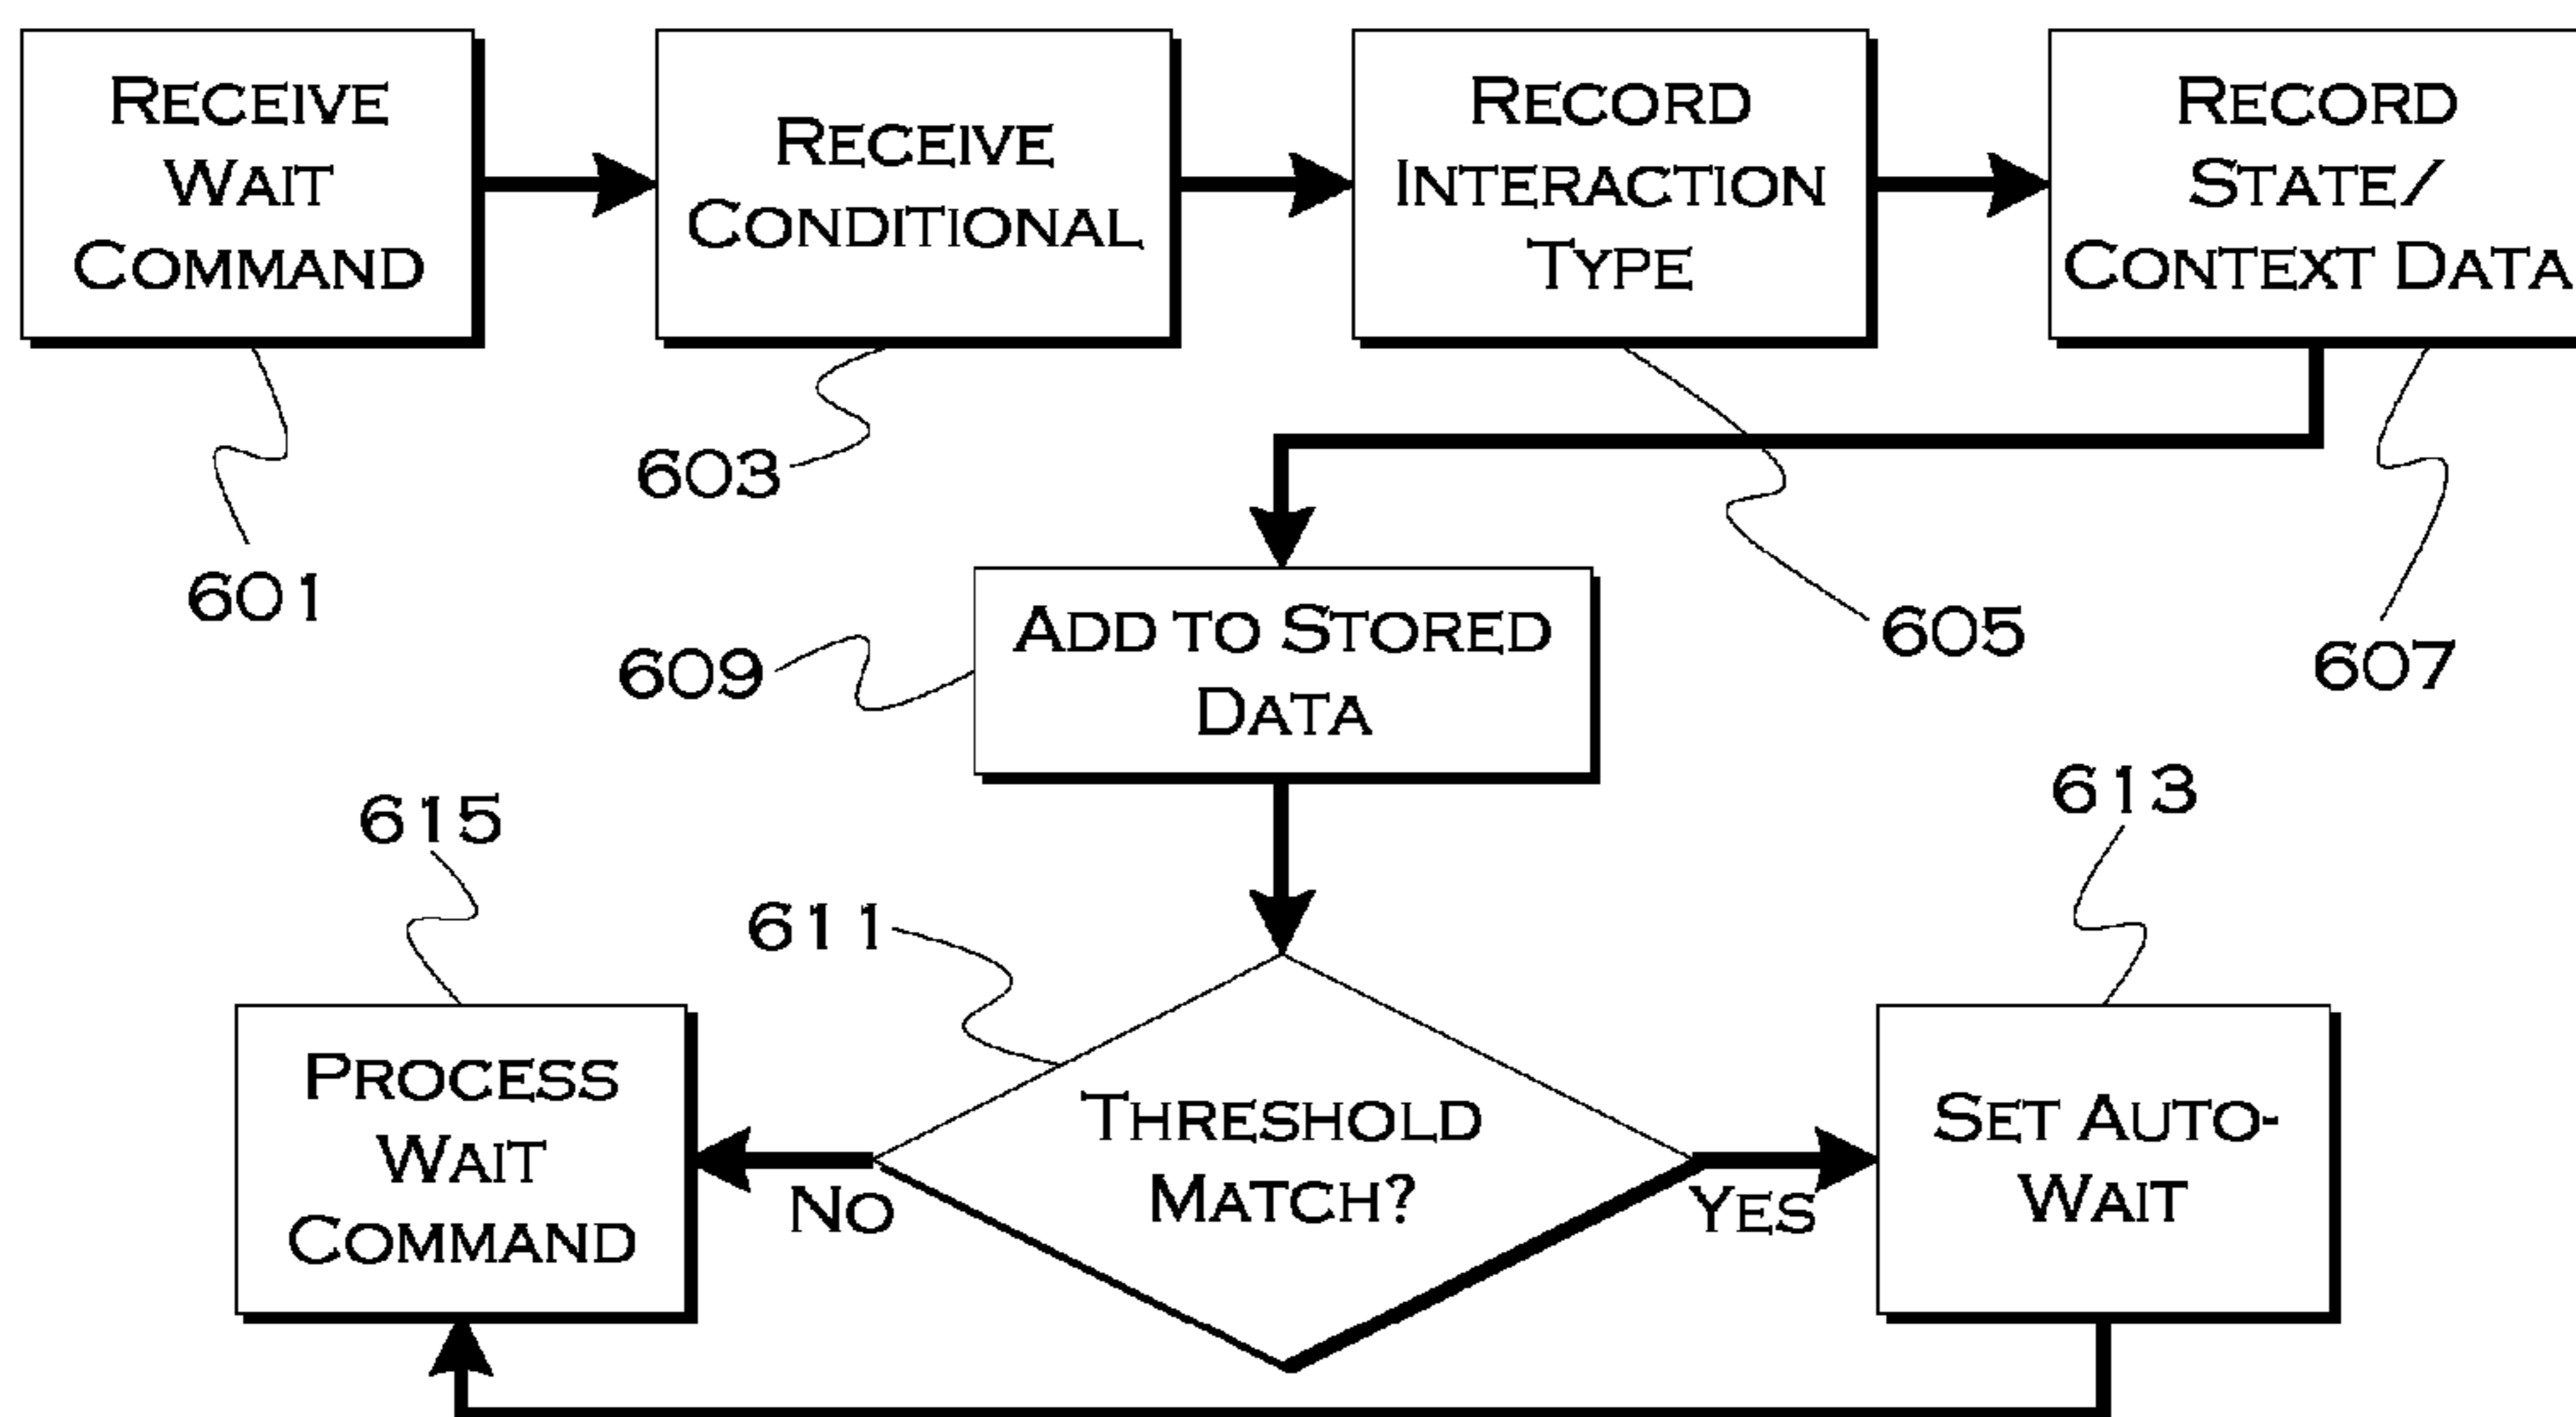 RECEIVE
WAIT
COMMAND
RECEIVE
CONDITIONAL
RECORD
INTERACTION
TYPE
RECORD
STATE/
CONTEXT DATA
603
601
605
607
ADD TO STORED
DATA
609
615
613
611
PROCESS
WAIT
COMMAND
THRESHOLD
MATCH?
NO
YES
SET AUTO-
WAIT